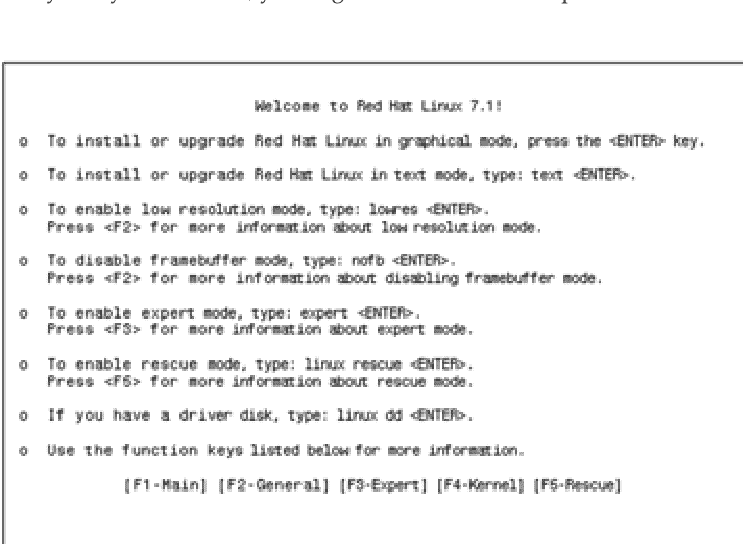 Welcome to Red Hat Linux 7.1!
o To install or upgrade Red Hat Linux in graphical mode, press the <ENTER> key.
o To install or upgrade Red Hat Linux in text mode, type: text <ENTER>.
o To enable low resolution mode, type: lowres <ENTER>.
Press <F2> for more information about low resolution mode.
o To disable framebuffer mode, type: nofb <ENTER>.
Press <F2> for more information about disabling framebuffer mode.
o To enable expert mode, type: expert <ENTER>.
Press <F3> for more information about expert mode.
o To enable rescue mode, type: linux rescue <ENTER>.
Press <F5> for more information about rescue mode.
o If you have a driver disk, type: linux dd <ENTER>.
o Use the function keys listed below for more information.
[F1-Main] [F2-General] [F3-Expert] [F4-Kernel] [F5-Rescue]